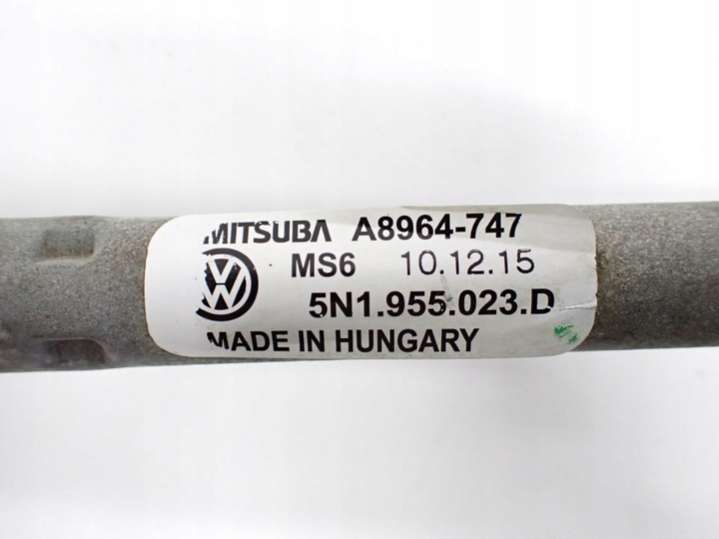 MITSUBA A8964-747
MS6 10.12.15
5N1.955.023.D
MADE IN HUNGARY